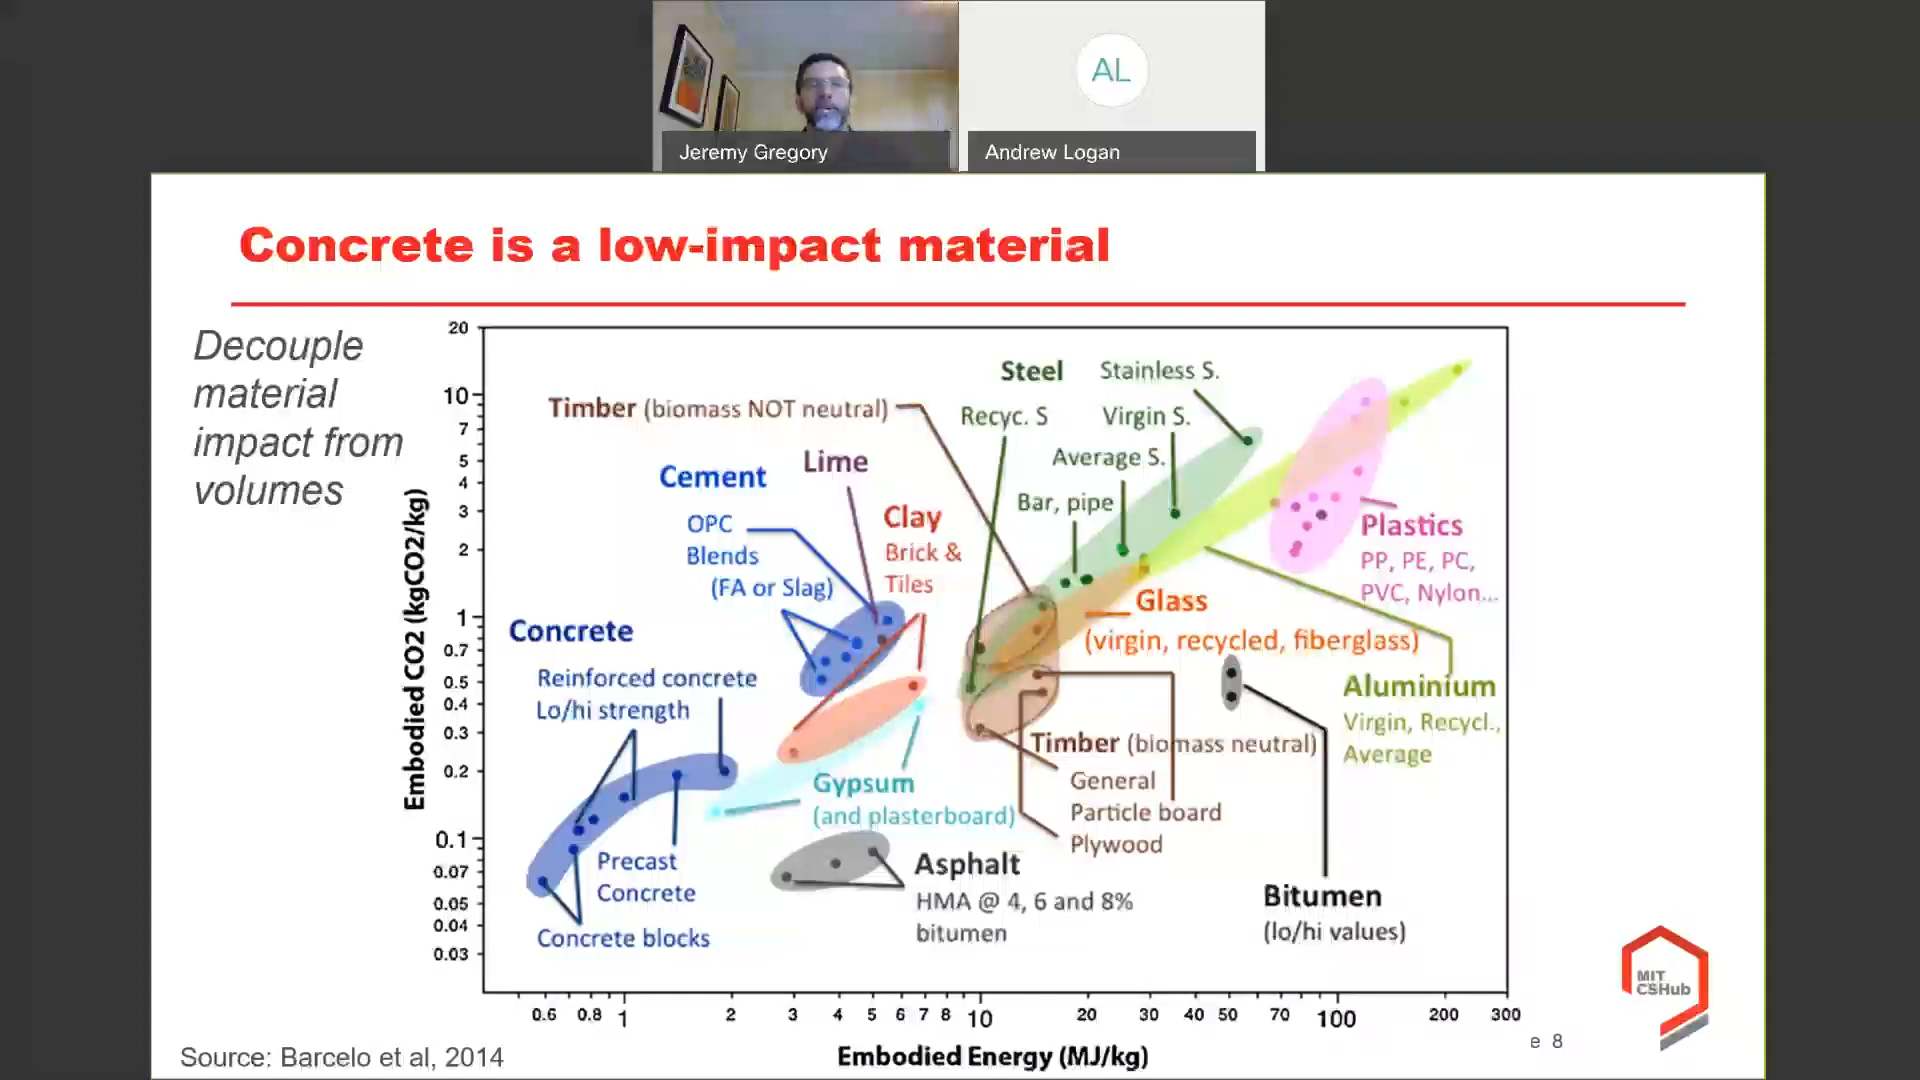 AL
Jeremy Gregory
Andrew Logan
Concrete is a low-impact material
Decouple
material
impact from
volumes
Embodied CO2 (kgCO2/kg)
20
10
7
5
4
3
2
1
0.7
0.5
0.4
0.3
0.2
0.1
0.07
0.05
0.04
0.03
Timber (biomass NOT neutral)
Steel
Stainless S.
Recyc. S
Virgin S.
Average S.
Bar, pipe
Lime
Cement
OPC
Blends
(FA or Slag)
Clay
Brick &
Tiles
Plastics
PP, PE, PC,
PVC, Nylon...
Glass
(virgin, recycled, fiberglass)
Concrete
Reinforced concrete
Lo/hi strength
Aluminium
Virgin, Recycl.,
Average
Timber (biomass neutral)
General
Particle board
Plywood
Gypsum
(and plasterboard)
Precast
Concrete
Concrete blocks
Asphalt
HMA @ 4, 6 and 8%
bitumen
Bitumen
(lo/hi values)
MIT
CSHub
0.6 0.8 1 2 3 4 5 6 7 8 10 20 30 40 50 70 100 200 300
Embodied Energy (MJ/kg)
Source: Barcelo et al, 2014
e 8